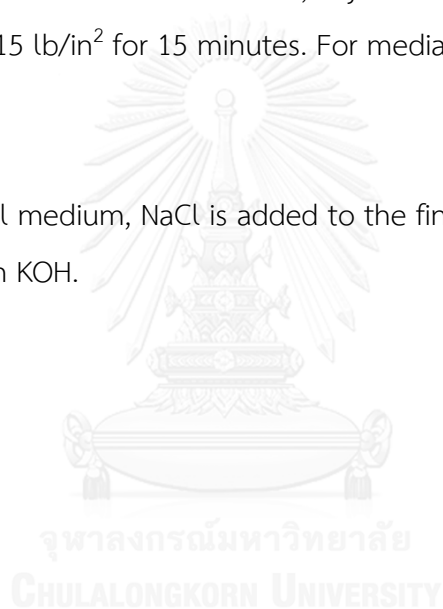 15 lb/in² for 15 minutes. For media
l medium, NaCl is added to the fin
n KOH.
จุฬาลงกรณ์มหาวิทยาลัย
CHULALONGKORN UNIVERSITY